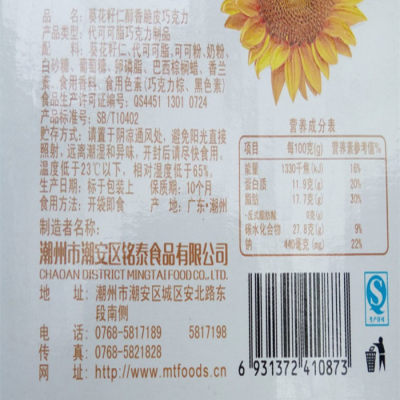 品　名：葵花籽仁醇香脆皮巧克力
产品类型：代可可脂巧克力制品
配　料：葵花籽仁、代可可脂、可可粉、奶粉、
白砂糖、葡萄糖、卵磷脂、巴西棕榈蜡、香兰
素、食用香料、食用色素(巧克力棕、黑色素)
食品生产许可证编号：QS4451 1301 0724
产品标准号：SB/T10402
贮存方式：请置于阴凉通风处，避免阳光直接
照射，远离潮湿和异味，开封后请尽快食用，
温度低于23℃以下，相对湿度低于65%。
生产日期：标于包装上　保质期：10个月
食用方法：开袋即食　产　地：广东·潮州
制造者名称：
潮州市潮安区铭泰食品有限公司
CHAOAN DISTRICT MINGTAI FOOD CO.,LTD.
地　址：潮州市潮安区城区安北路东
段南侧
电　话：0768-5817189　5817198
传　真：0768-5821828
网　址：http://www.mtfoods.cn
营养成分表
项目　每100克(g)　营养素参考值%
能量　1330千焦(kJ)　16%
蛋白质　11.9克(g)　20%
脂肪　17.7克(g)　30%
-反式脂肪酸　0克(g)
碳水化合物　27.8克(g)　9%
钠　440毫克(mg)　22%
QS
生产许可
6 931372 410873